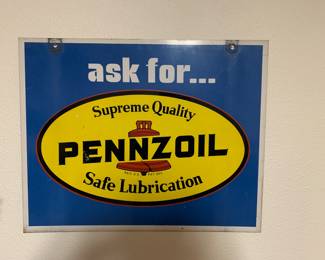 ask for...
Supreme Quality
PENNZOIL
Safe Lubrication